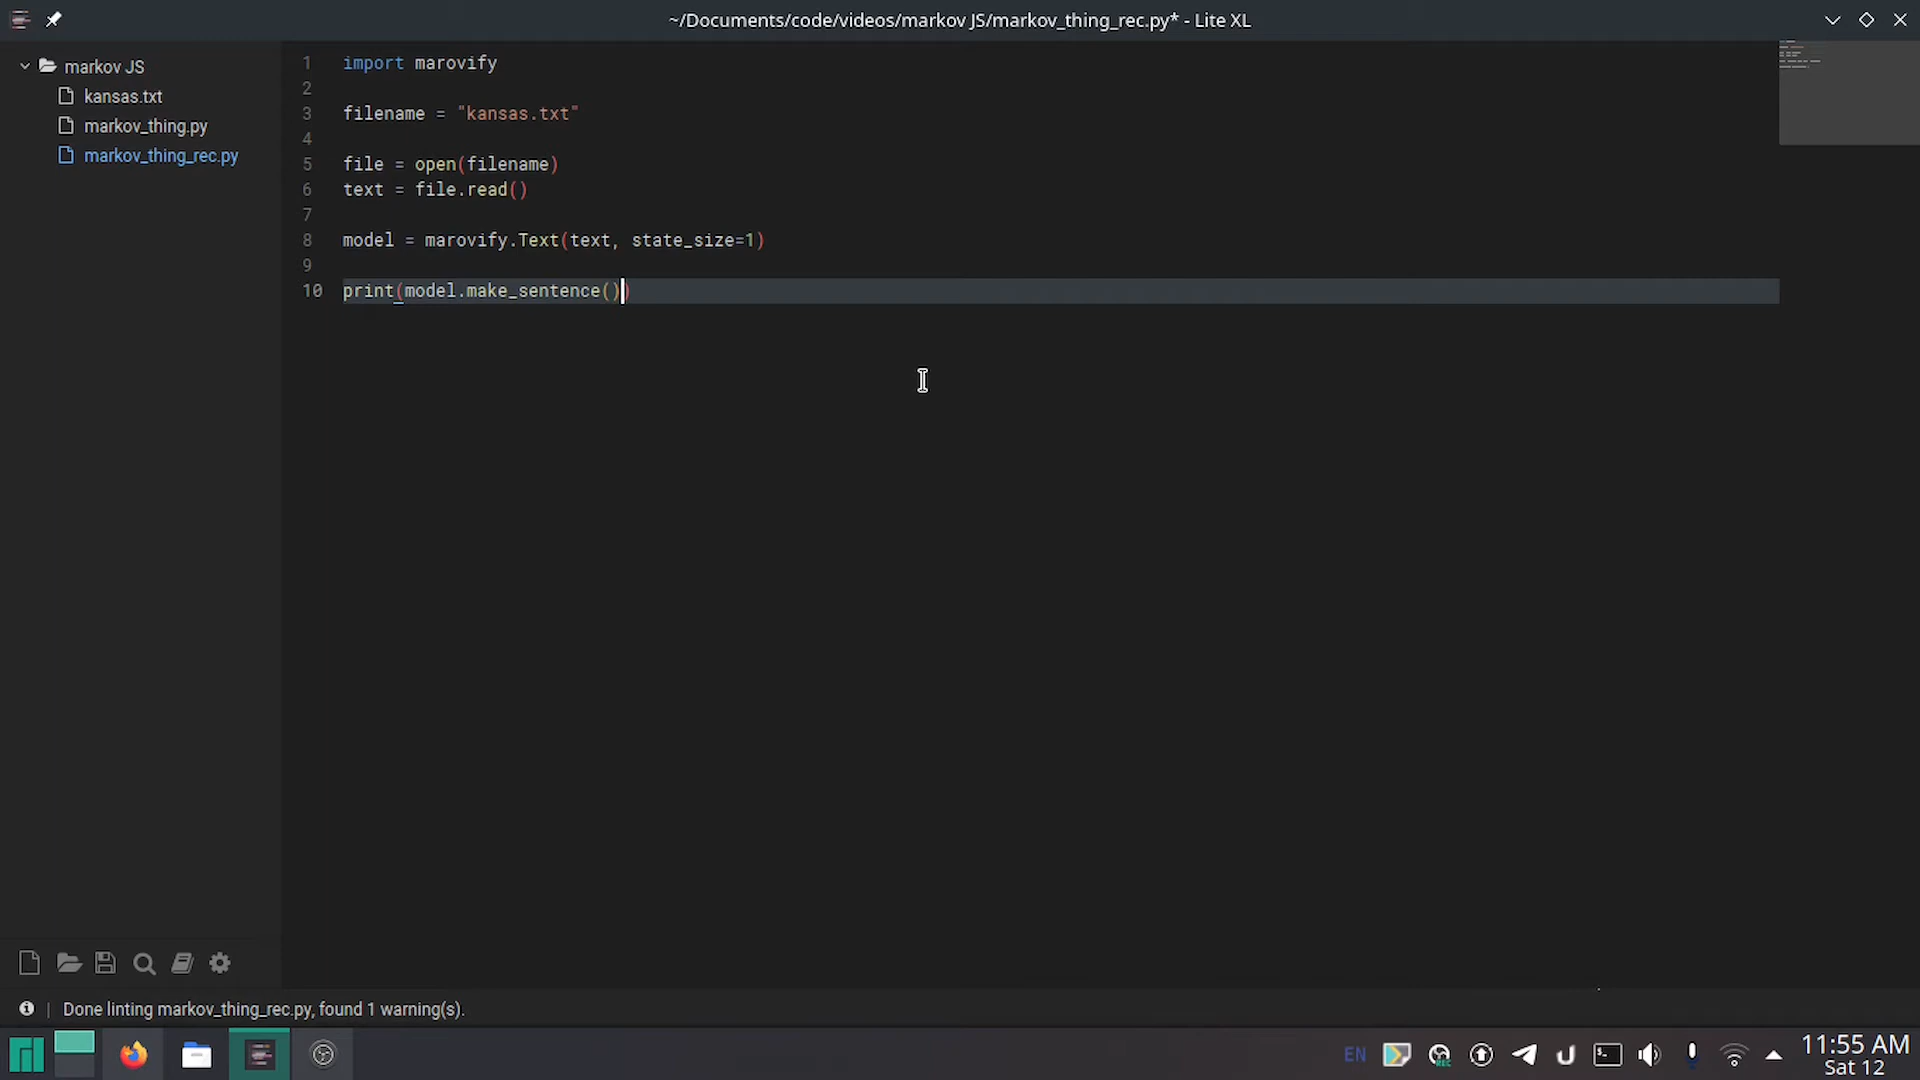 ~/Documents/code/videos/markov JS/markov_thing_rec.py* - Lite XL
markov JS
kansas.txt
markov_thing.py
markov_thing_rec.py
1 import marovify
2
3 filename = "kansas.txt"
4
5 file = open(filename)
6 text = file.read()
7
8 model = marovify.Text(text, state_size=1)
9
10 print(model.make_sentence())
Done linting markov_thing_rec.py, found 1 warning(s).
EN
REC
11:55 AM
Sat 12